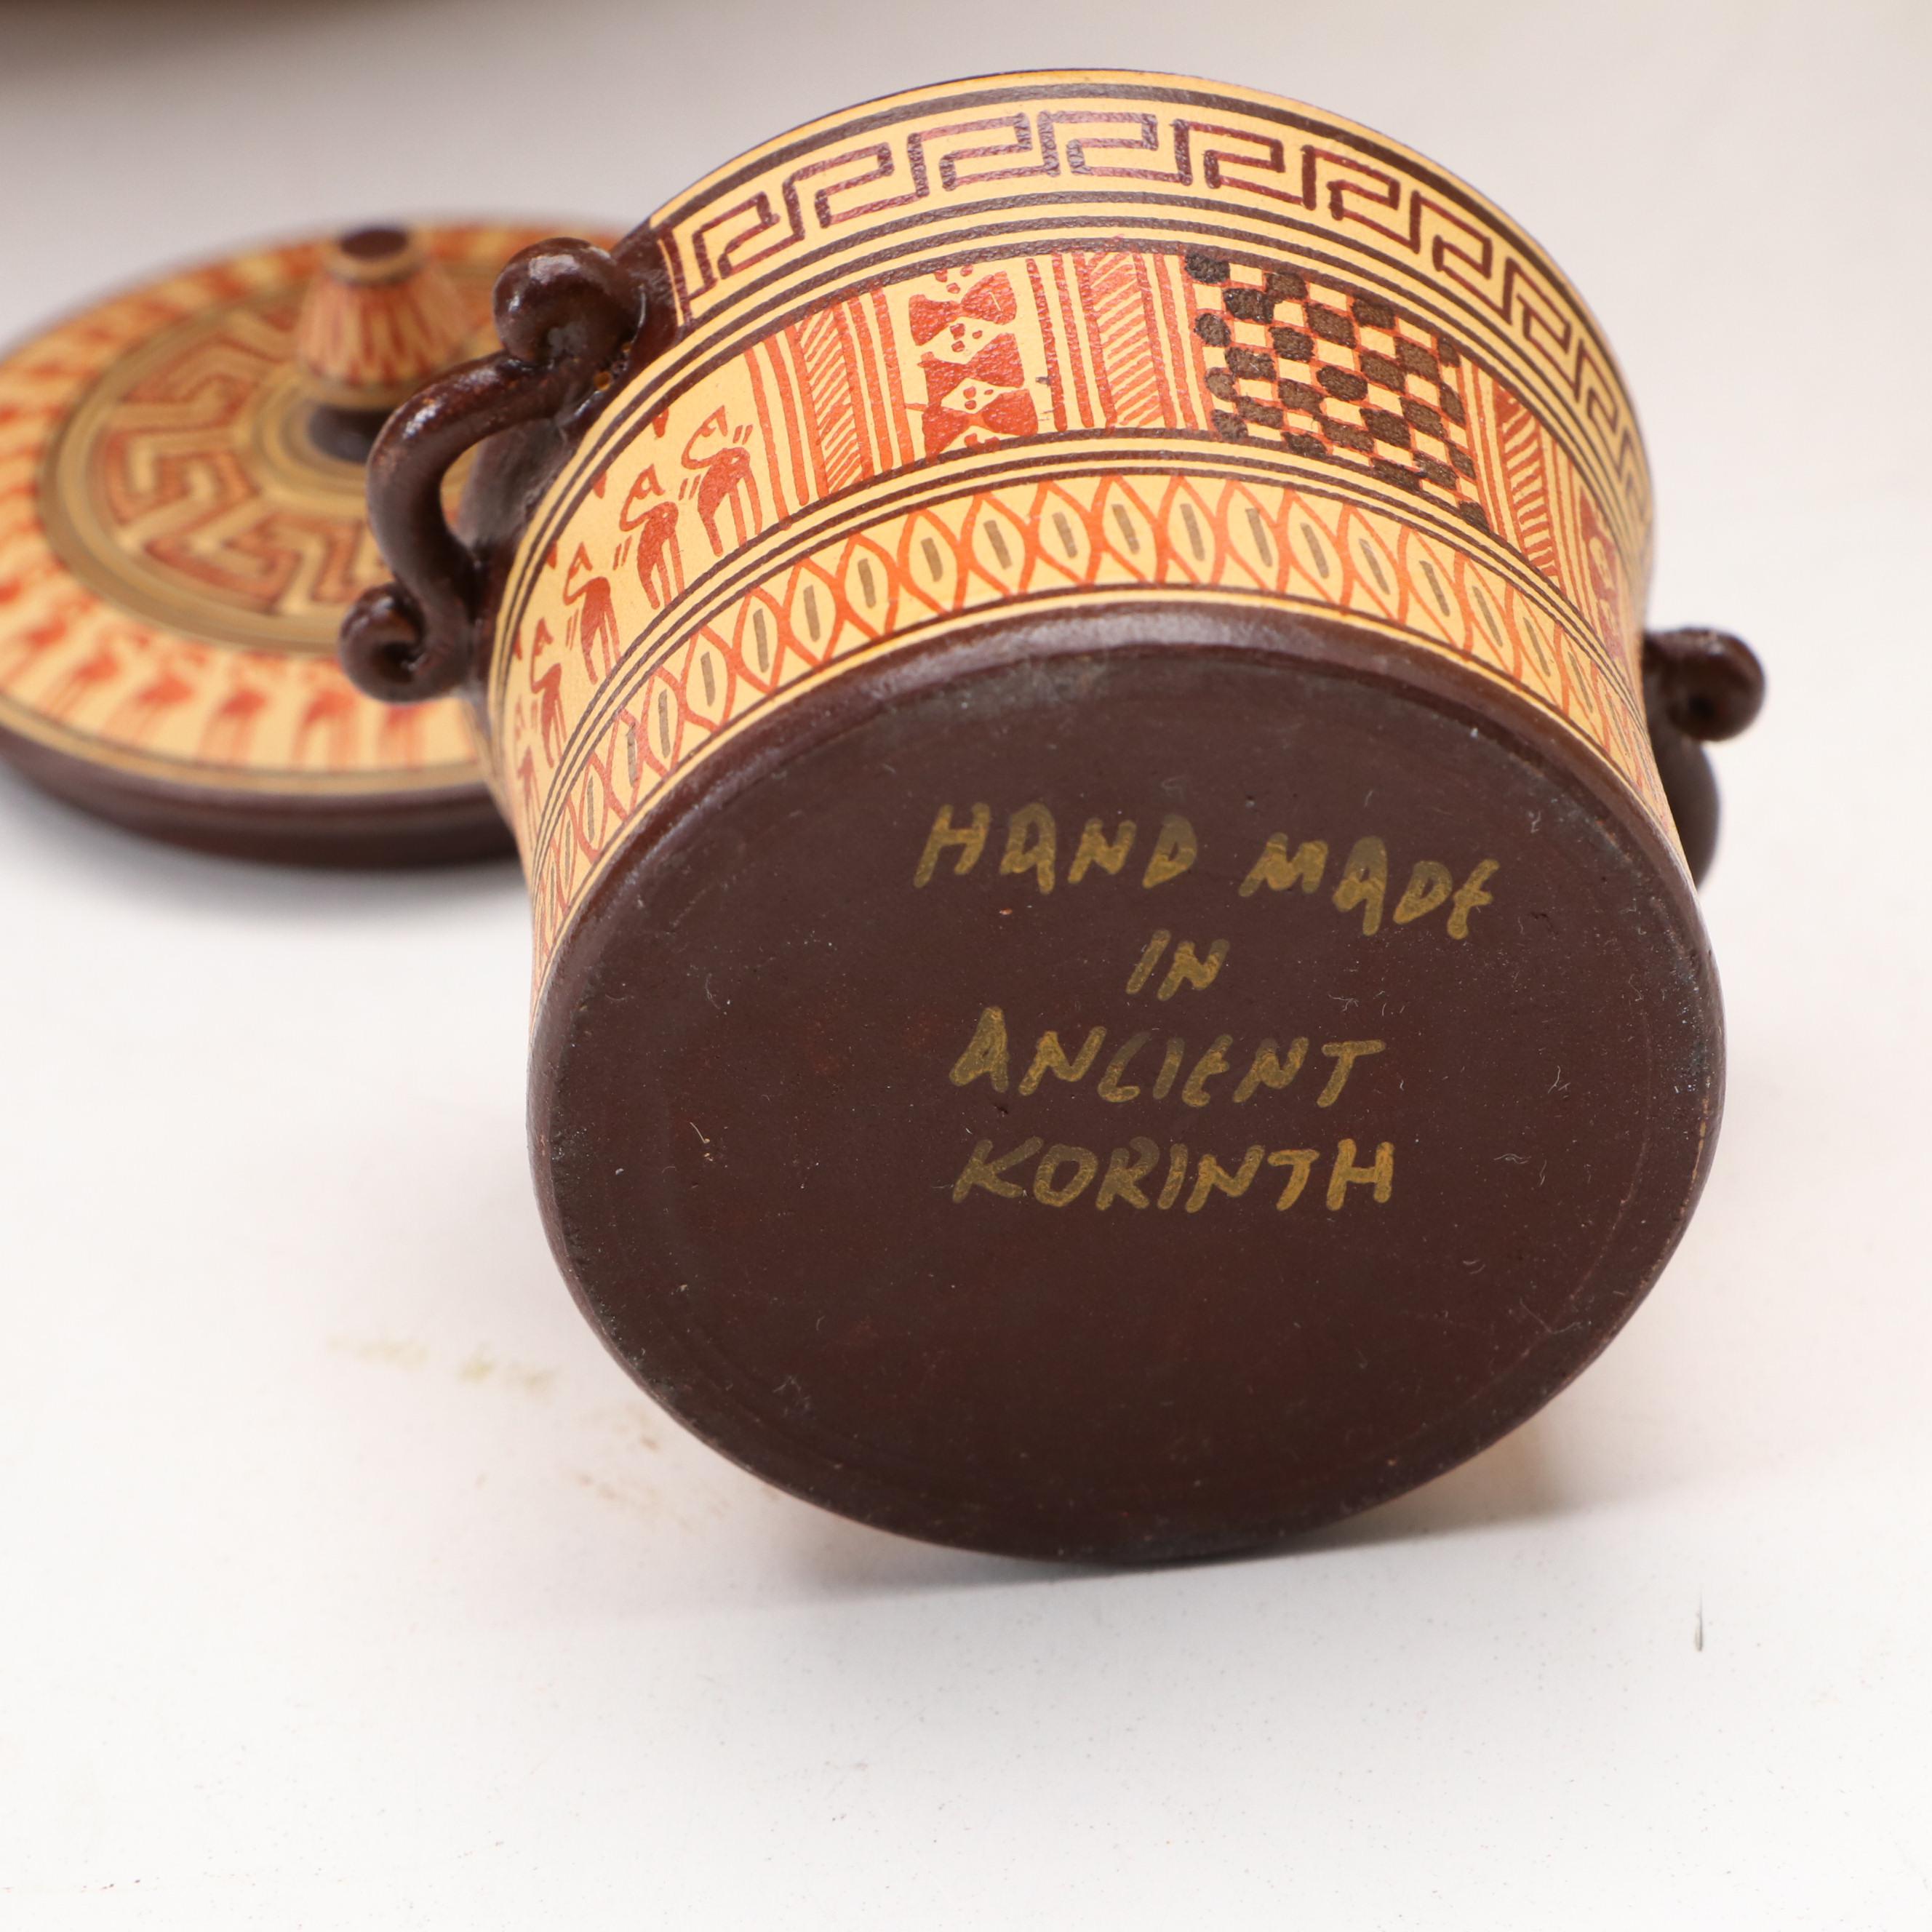 HAND MADE
IN
ANCIENT
KORINTH